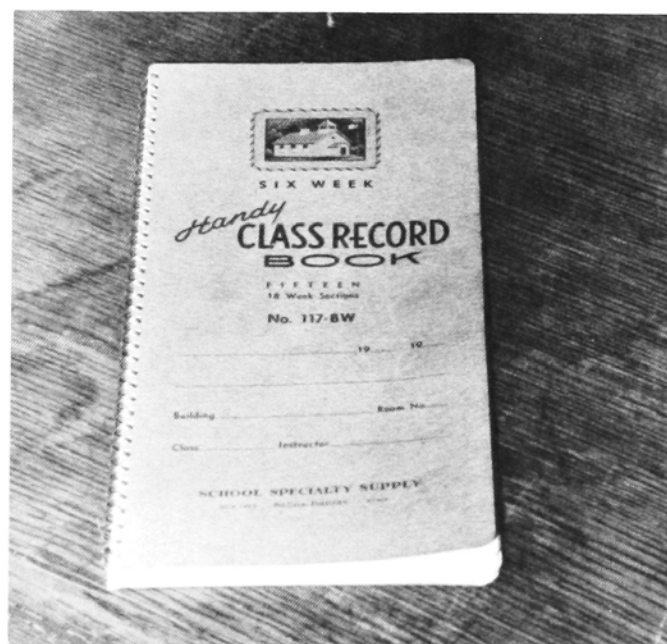 SIX WEEK
Handy
CLASS RECORD
BOOK
FIFTEEN
18 Week Sections
No. 117-BW
19 19
Building Room No.
Class Instructor
SCHOOL SPECIALTY SUPPLY